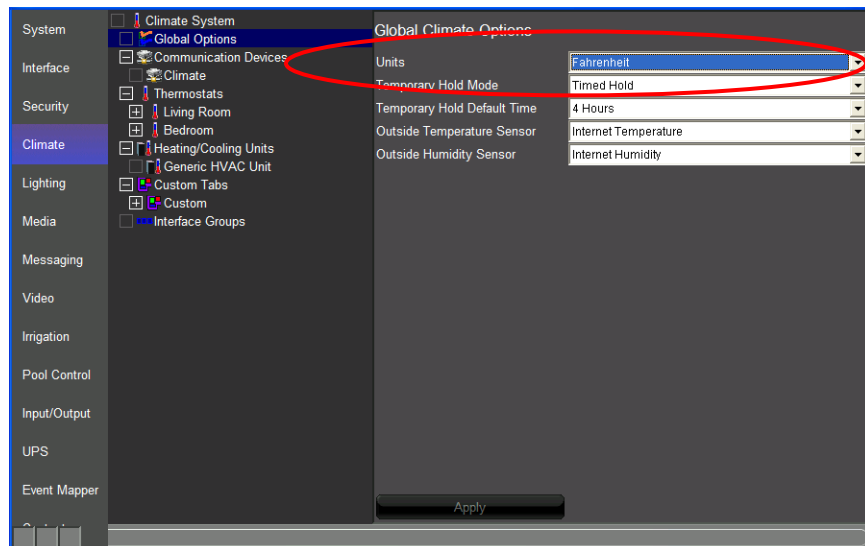 System
Interface
Security
Climate
Lighting
Media
Messaging
Video
Irrigation
Pool Control
Input/Output
UPS
Event Mapper
Climate System
Global Options
Communication Devices
Climate
Thermostats
Living Room
Bedroom
Heating/Cooling Units
Generic HVAC Unit
Custom Tabs
Custom
Interface Groups
Global Climate Options
Units Fahrenheit
Temporary Hold Mode Timed Hold
Temporary Hold Default Time 4 Hours
Outside Temperature Sensor Internet Temperature
Outside Humidity Sensor Internet Humidity
Apply